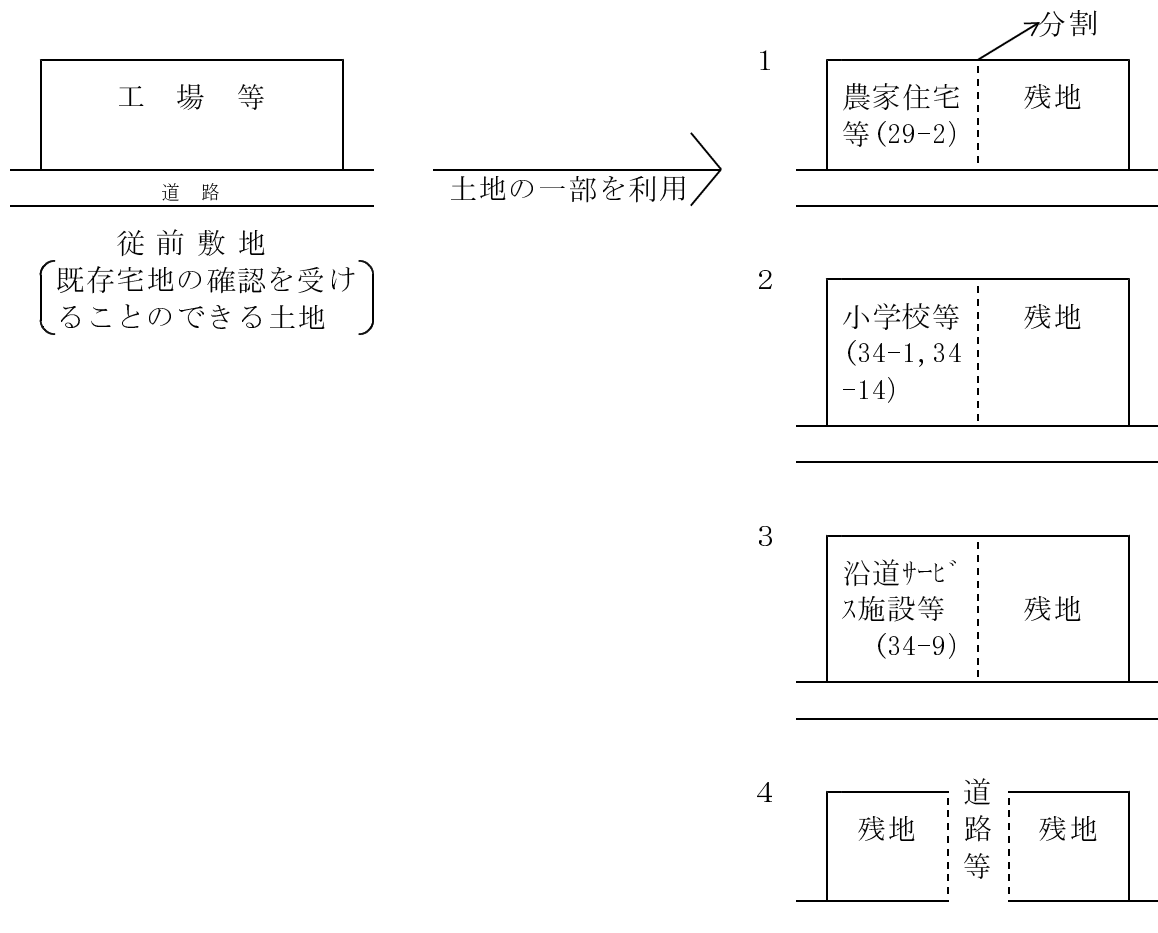 工場等
道路
従前敷地
既存宅地の確認を受け
ることのできる土地
土地の一部を利用
分割
1
農家住宅
等(29-2)
残地
2
小学校等
(34-1,34
-14)
残地
3
沿道ｻｰﾋﾞ
ｽ施設等
(34-9)
残地
4
残地
道路等
残地